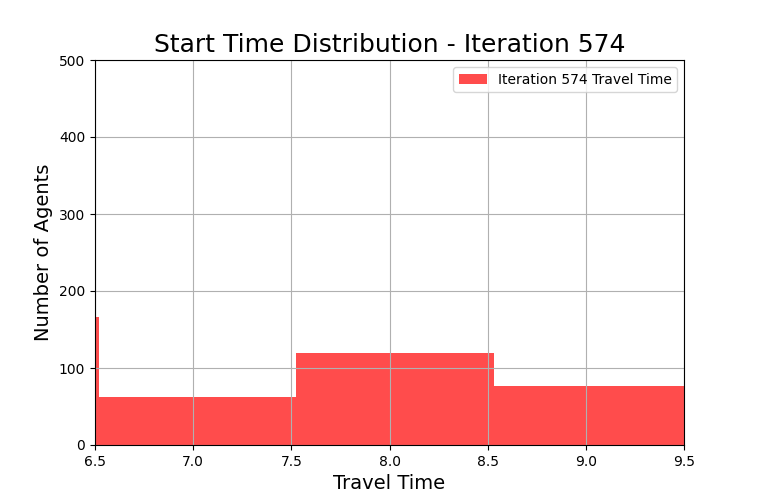 Start Time Distribution - Iteration 574
Iteration 574 Travel Time
Number of Agents
500
400
300
200
100
0
6.5 7.0 7.5 8.0 8.5 9.0 9.5
Travel Time